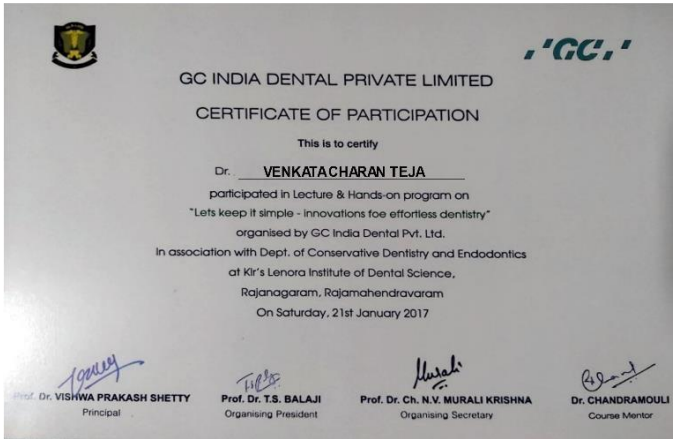 GC
GC INDIA DENTAL PRIVATE LIMITED
CERTIFICATE OF PARTICIPATION
This is to certify
Dr. VENKATACHARAN TEJA
participated in Lecture & Hands-on program on
"Lets keep it simple - innovations foe effortless dentistry"
organised by GC India Dental Pvt. Ltd.
in association with Dept. of Conservative Dentistry and Endodontics
at Kir's Lenora Institute of Dental Science,
Rajanagaram, Rajamahendravaram
On Saturday, 21st January 2017
Prof. Dr. VISHWA PRAKASH SHETTY Prof. Dr. T.S. BALAJI Prof. Dr. Ch. N.V. MURALI KRISHNA Dr. CHANDRAMOULI
Principal Organising President Organising Secretary Course Mentor